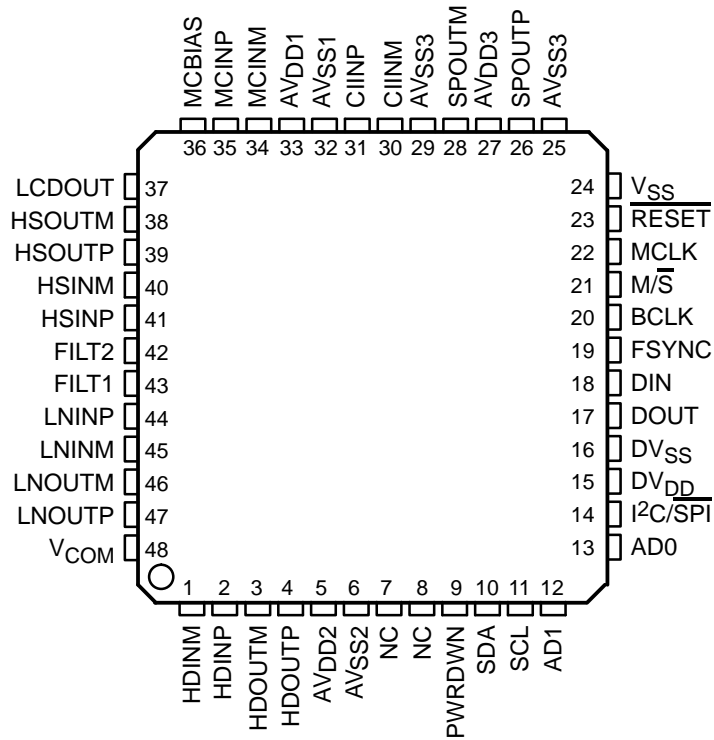 MCBIAS
MCINP
MCINM
AVDD1
AVSS1
CIINP
CIINM
AVSS3
SPOUTM
AVDD3
SPOUTP
AVSS3
36 35 34 33 32 31 30 29 28 27 26 25
LCDOUT 37
HSOUTM 38
HSOUTP 39
HSINM 40
HSINP 41
FILT2 42
FILT1 43
LNINP 44
LNINM 45
LNOUTM 46
LNOUTP 47
VCOM 48
24 VSS
23 RESET
22 MCLK
21 M/S
20 BCLK
19 FSYNC
18 DIN
17 DOUT
16 DVSS
15 DVDD
14 I²C/SPI
13 AD0
1 2 3 4 5 6 7 8 9 10 11 12
HDINM
HDINP
HDOUTM
HDOUTP
AVDD2
AVSS2
NC
NC
PWRDWN
SDA
SCL
AD1